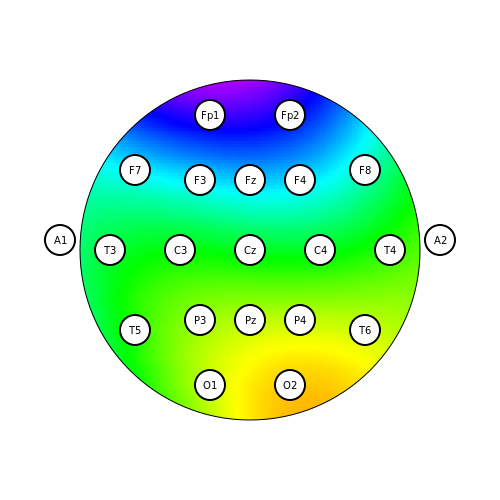 Fp1 Fp2
F7 F3 Fz F4 F8
A1 T3 C3 Cz C4 T4 A2
T5 P3 Pz P4 T6
O1 O2